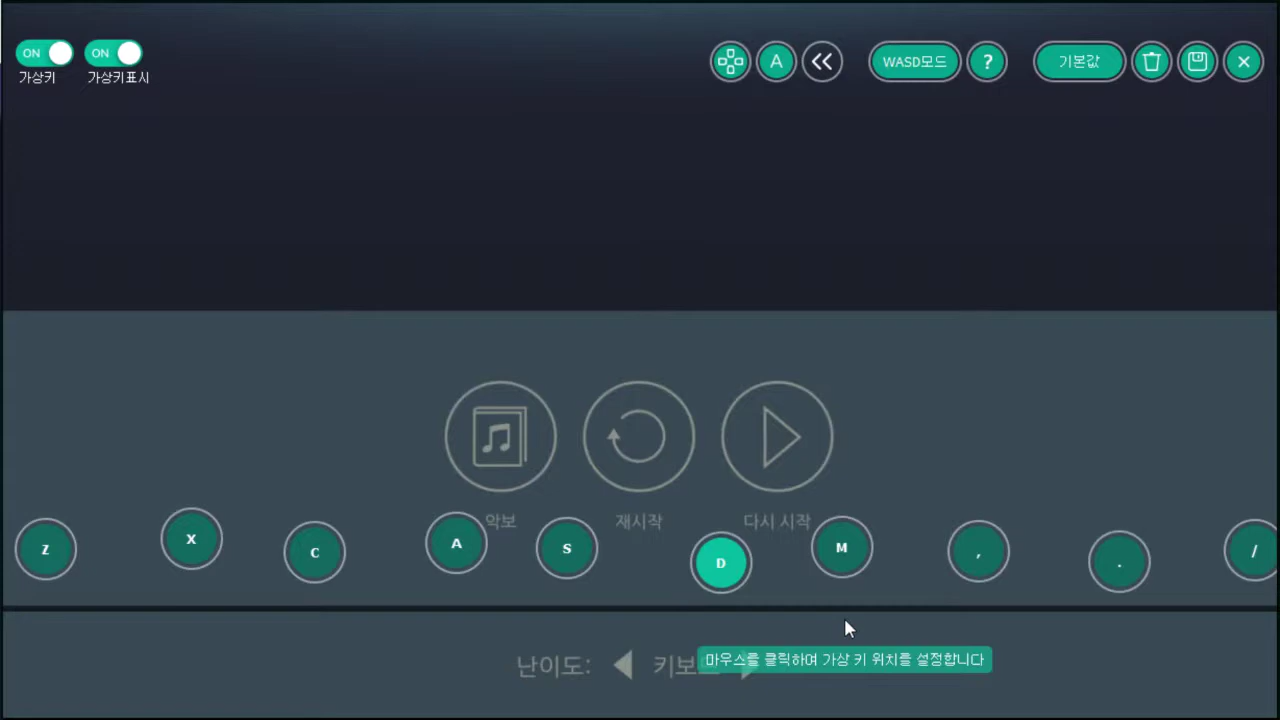 ON
ON
가상키
가상키표시
A
WASD모드
?
기본값
악보
재시작
다시 시작
Z
X
C
A
S
D
M
,
.
/
난이도:
마우스를 클릭하여 가상 키 위치를 설정합니다